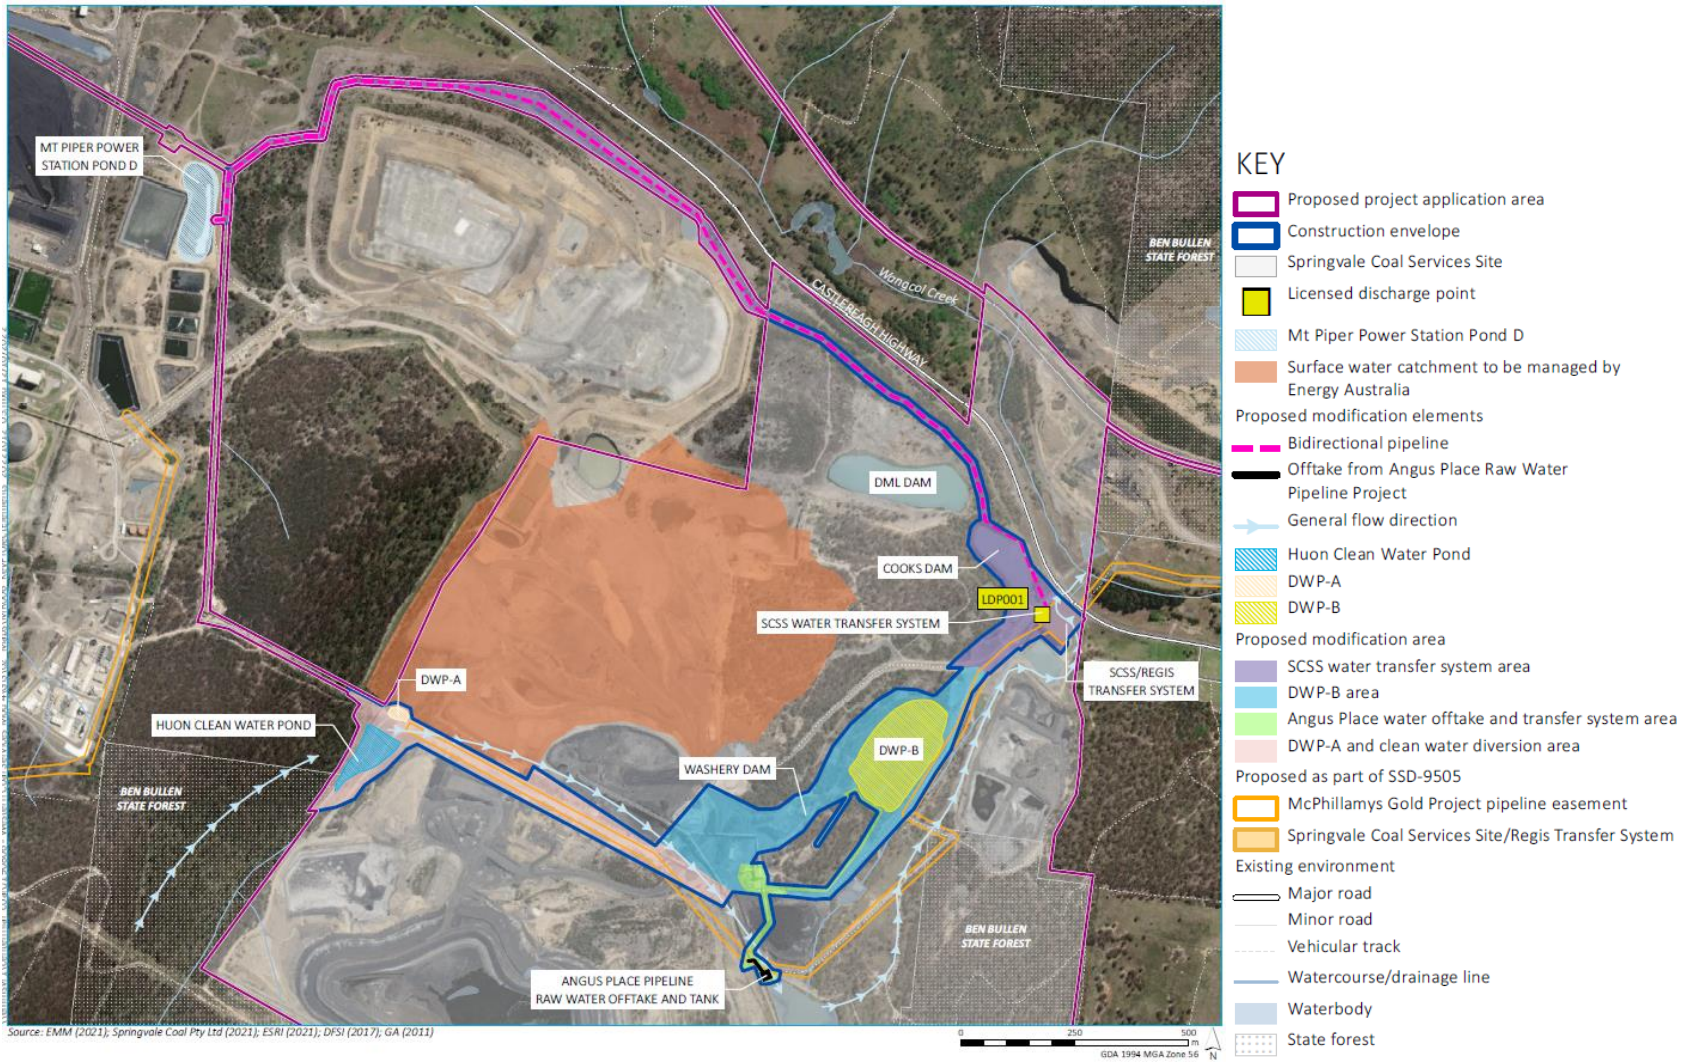 MT PIPER POWER
STATION POND D
BEN BULLEN
STATE FOREST
Wangcol Creek
CASTLEREAGH HIGHWAY
DML DAM
COOKS DAM
LDP001
SCSS WATER TRANSFER SYSTEM
SCSS/REGIS
TRANSFER SYSTEM
DWP-A
HUON CLEAN WATER POND
DWP-B
WASHERY DAM
BEN BULLEN
STATE FOREST
BEN BULLEN
STATE FOREST
ANGUS PLACE PIPELINE
RAW WATER OFFTAKE AND TANK
Source: EMM (2021); Springvale Coal Pty Ltd (2021); ESRI (2021); DFSI (2017); GA (2011)
0 250 500
m
GDA 1994 MGA Zone 56
N
KEY
Proposed project application area
Construction envelope
Springvale Coal Services Site
Licensed discharge point
Mt Piper Power Station Pond D
Surface water catchment to be managed by
Energy Australia
Proposed modification elements
Bidirectional pipeline
Offtake from Angus Place Raw Water
Pipeline Project
General flow direction
Huon Clean Water Pond
DWP-A
DWP-B
Proposed modification area
SCSS water transfer system area
DWP-B area
Angus Place water offtake and transfer system area
DWP-A and clean water diversion area
Proposed as part of SSD-9505
McPhillamys Gold Project pipeline easement
Springvale Coal Services Site/Regis Transfer System
Existing environment
Major road
Minor road
Vehicular track
Watercourse/drainage line
Waterbody
State forest